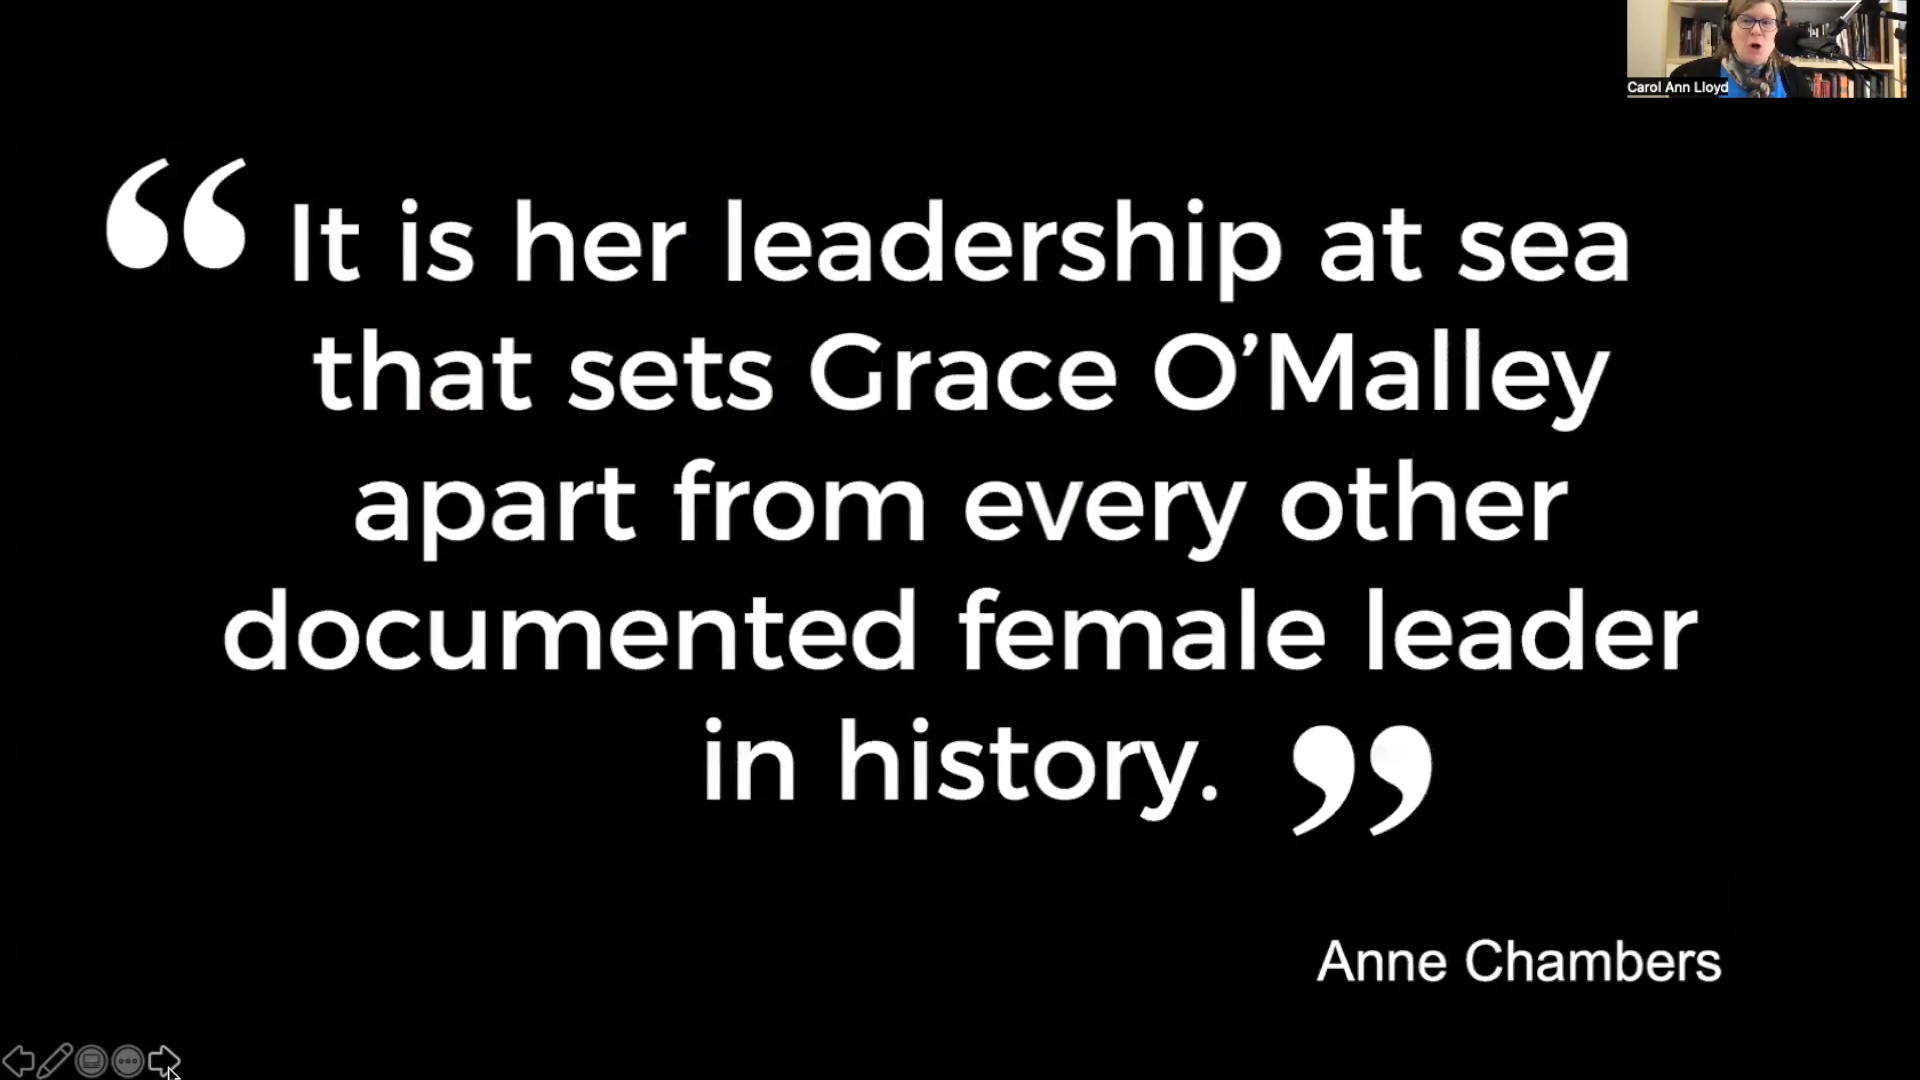 Carol Ann Lloyd
“ It is her leadership at sea
that sets Grace O’Malley
apart from every other
documented female leader
in history. ”
Anne Chambers